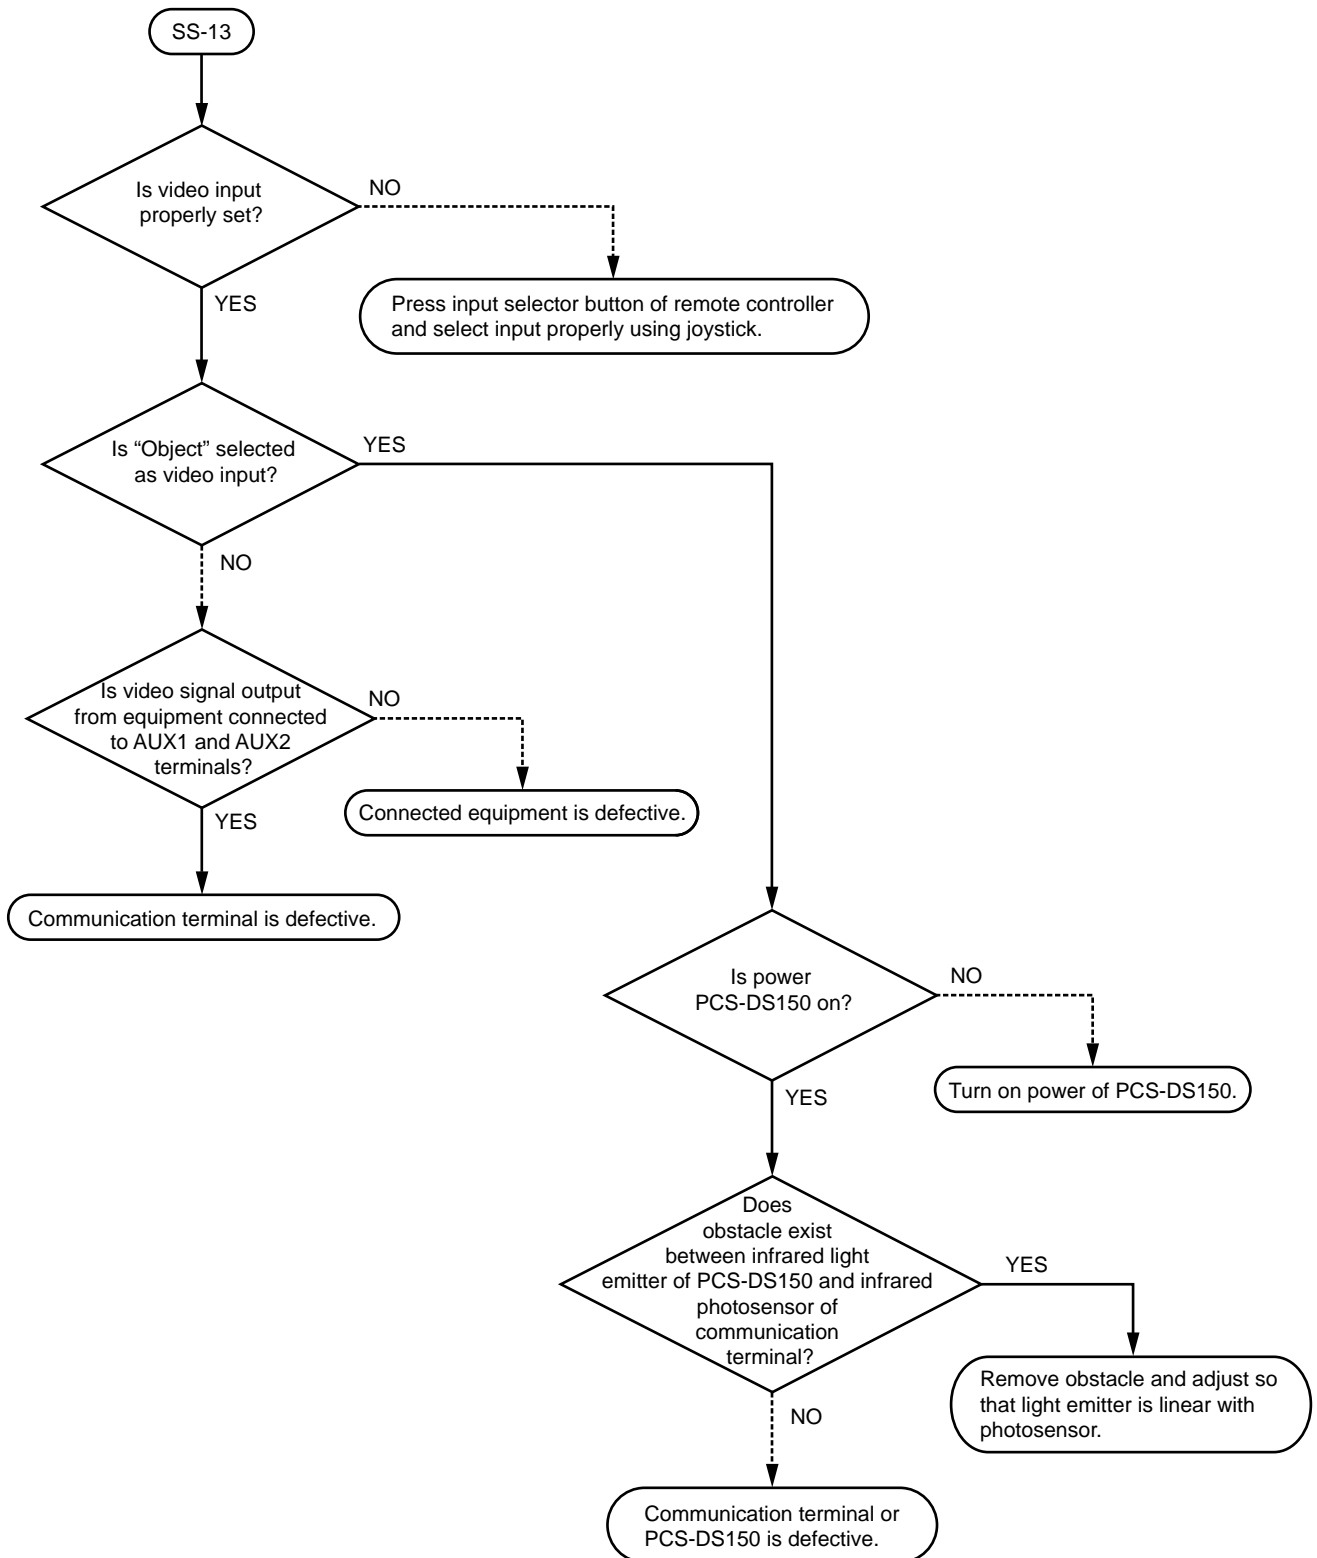 SS-13
Is video input
properly set?
NO
Press input selector button of remote controller
and select input properly using joystick.
YES
Is “Object” selected
as video input?
YES
NO
Is video signal output
from equipment connected
to AUX1 and AUX2
terminals?
NO
Connected equipment is defective.
YES
Communication terminal is defective.
Is power
PCS-DS150 on?
NO
Turn on power of PCS-DS150.
YES
Does
obstacle exist
between infrared light
emitter of PCS-DS150 and infrared
photosensor of
communication
terminal?
YES
Remove obstacle and adjust so
that light emitter is linear with
photosensor.
NO
Communication terminal or
PCS-DS150 is defective.